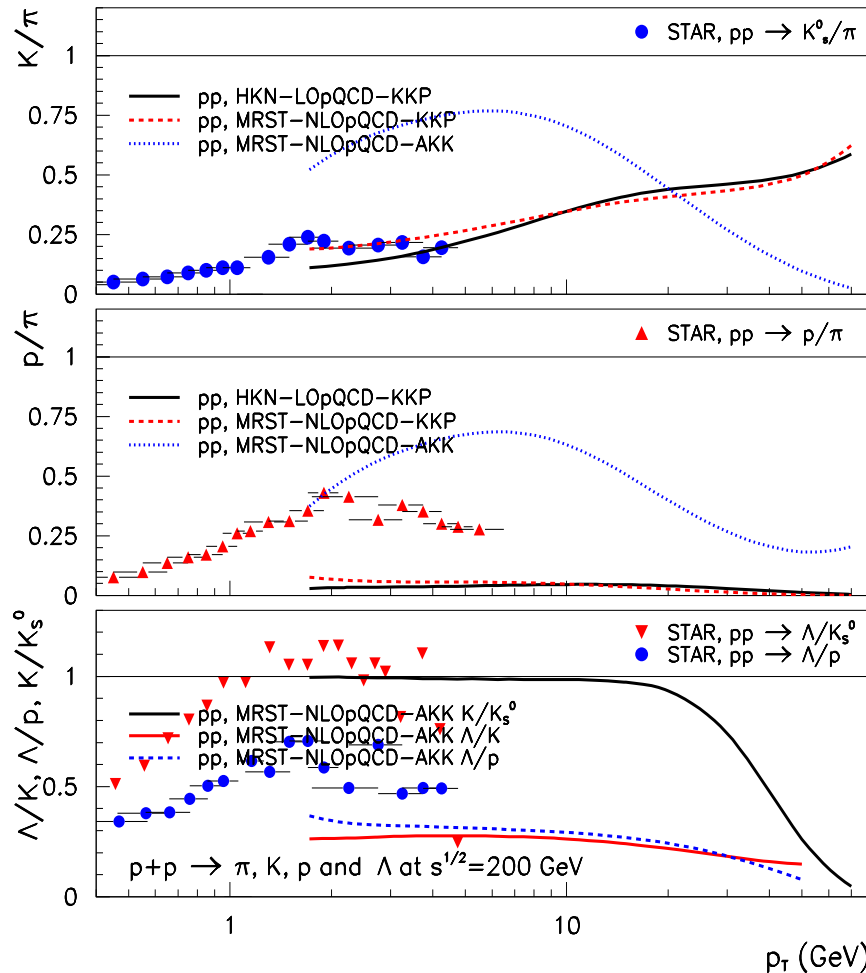 K/π
1
0.75
0.5
0.25
0
STAR, pp → K⁰ₛ/π
pp, HKN-LOpQCD-KKP
pp, MRST-NLOpQCD-KKP
pp, MRST-NLOpQCD-AKK
p/π
1
0.75
0.5
0.25
0
STAR, pp → p/π
pp, HKN-LOpQCD-KKP
pp, MRST-NLOpQCD-KKP
pp, MRST-NLOpQCD-AKK
Λ/K, Λ/p, K/Kₛ⁰
1
0.5
0
STAR, pp → Λ/Kₛ⁰
STAR, pp → Λ/p
pp, MRST-NLOpQCD-AKK K/Kₛ⁰
pp, MRST-NLOpQCD-AKK Λ/K
pp, MRST-NLOpQCD-AKK Λ/p
p+p → π, K, p and Λ at s^1/2=200 GeV
1
10
p_T (GeV)